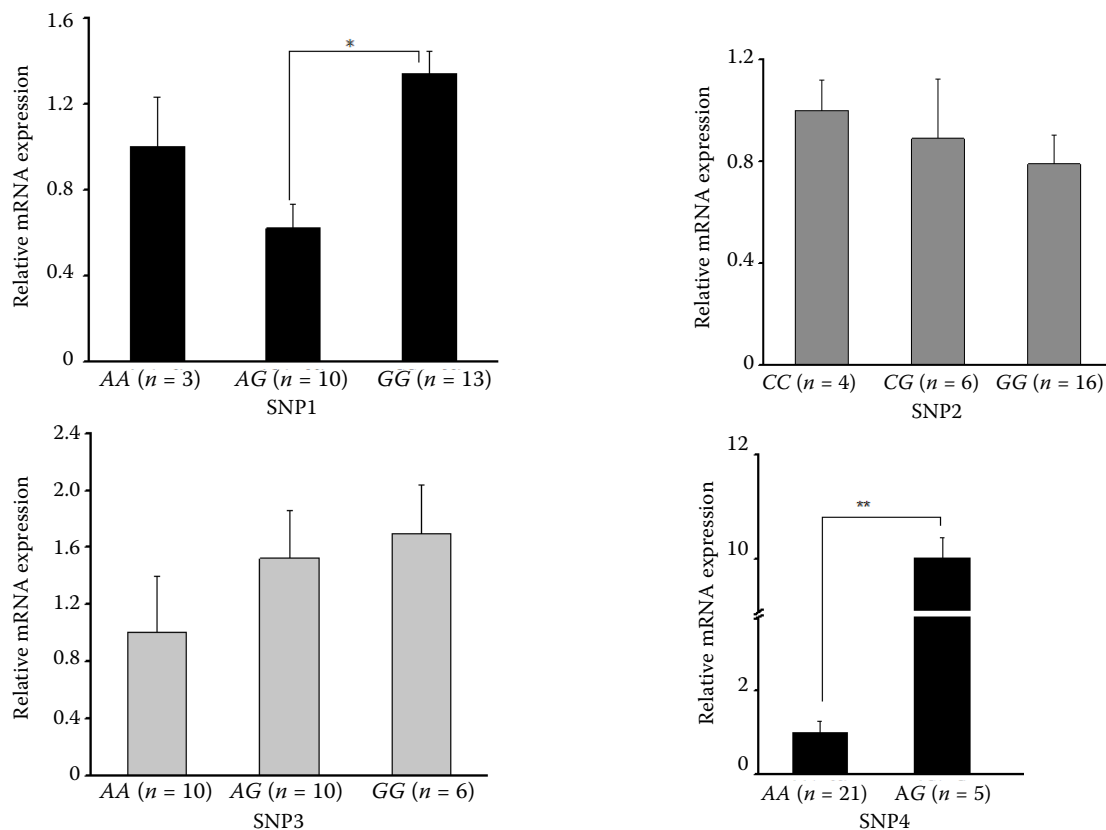 Relative mRNA expression
1.6
1.2
0.8
0.4
0
*
AA (n = 3) AG (n = 10) GG (n = 13)
SNP1
Relative mRNA expression
1.2
0.8
0.4
0
CC (n = 4) CG (n = 6) GG (n = 16)
SNP2
Relative mRNA expression
2.4
2.0
1.6
1.2
0.8
0.4
0
AA (n = 10) AG (n = 10) GG (n = 6)
SNP3
Relative mRNA expression
12
10
2
0
**
AA (n = 21) AG (n = 5)
SNP4